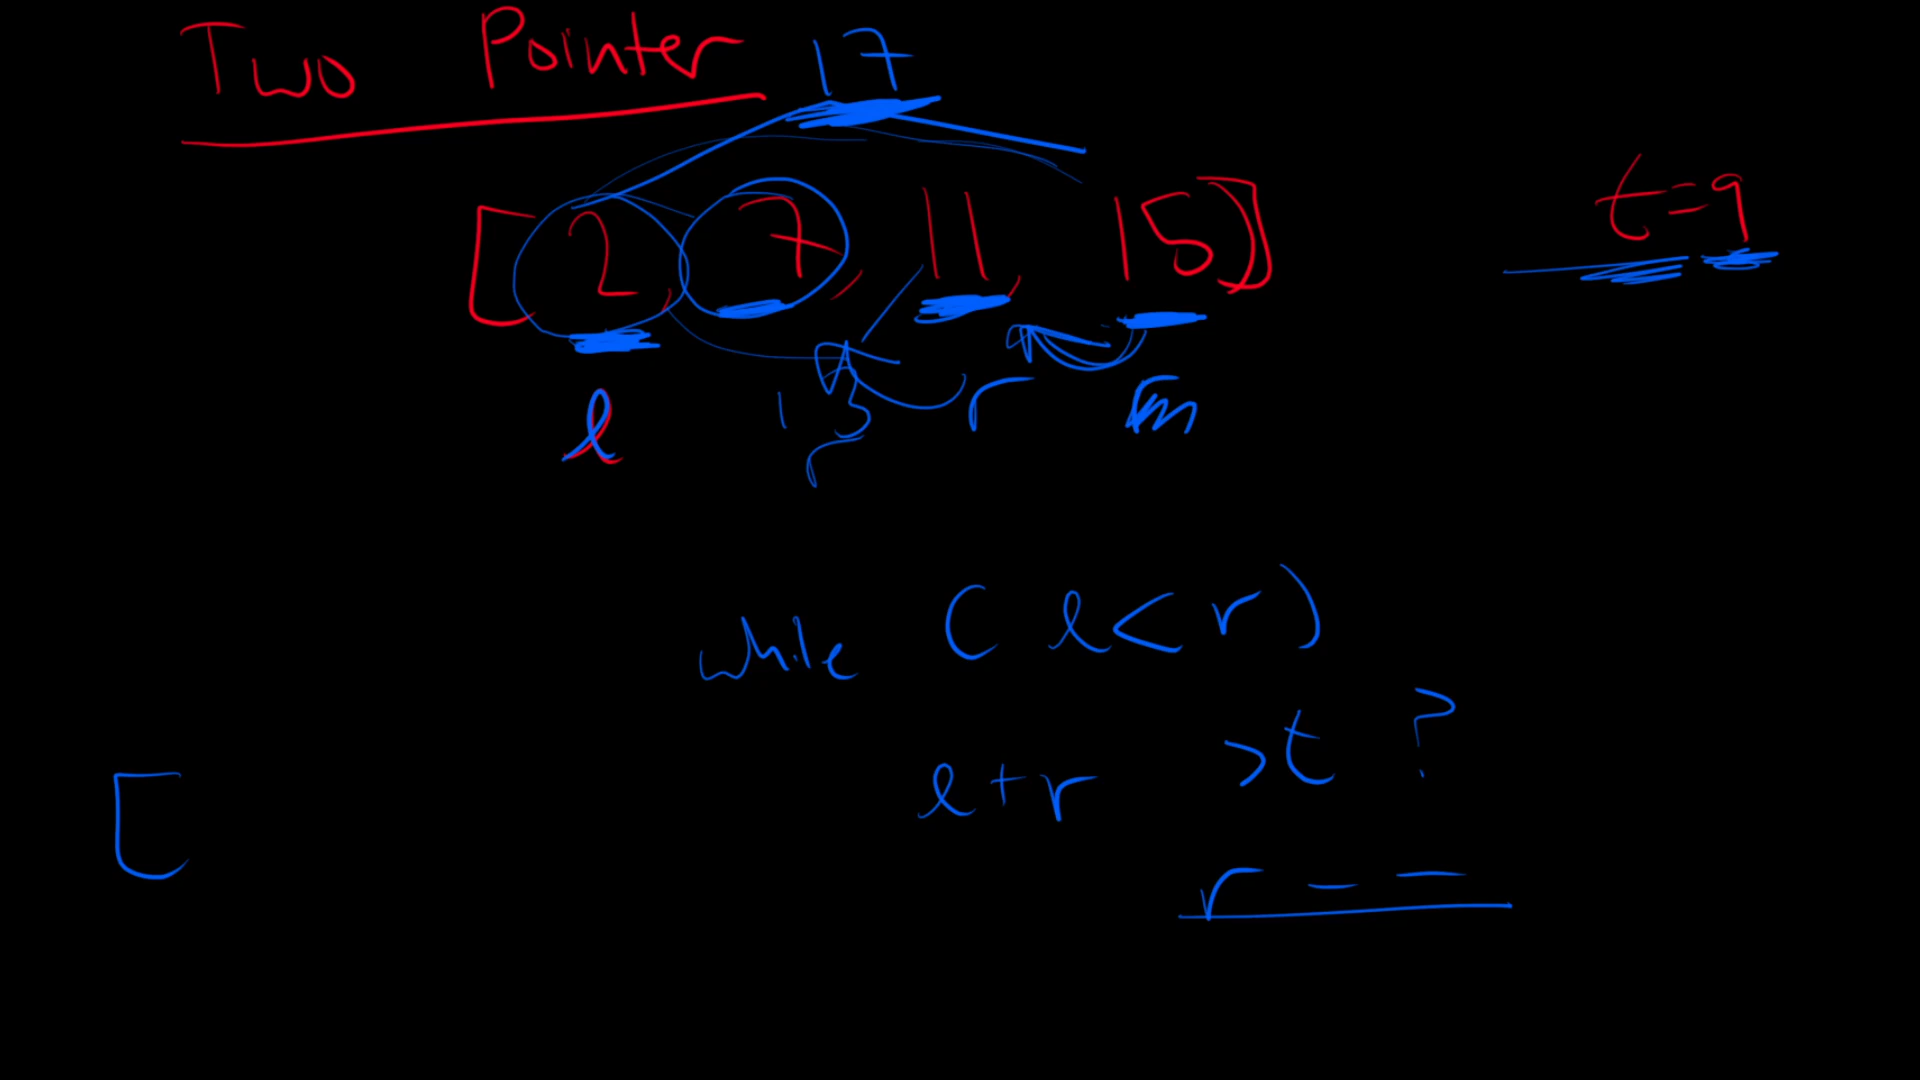 Two Pointer 17
[2 7, 11, 15] t=9
l 13 r
r
while (l<r)
l+r >t ?
[
r--